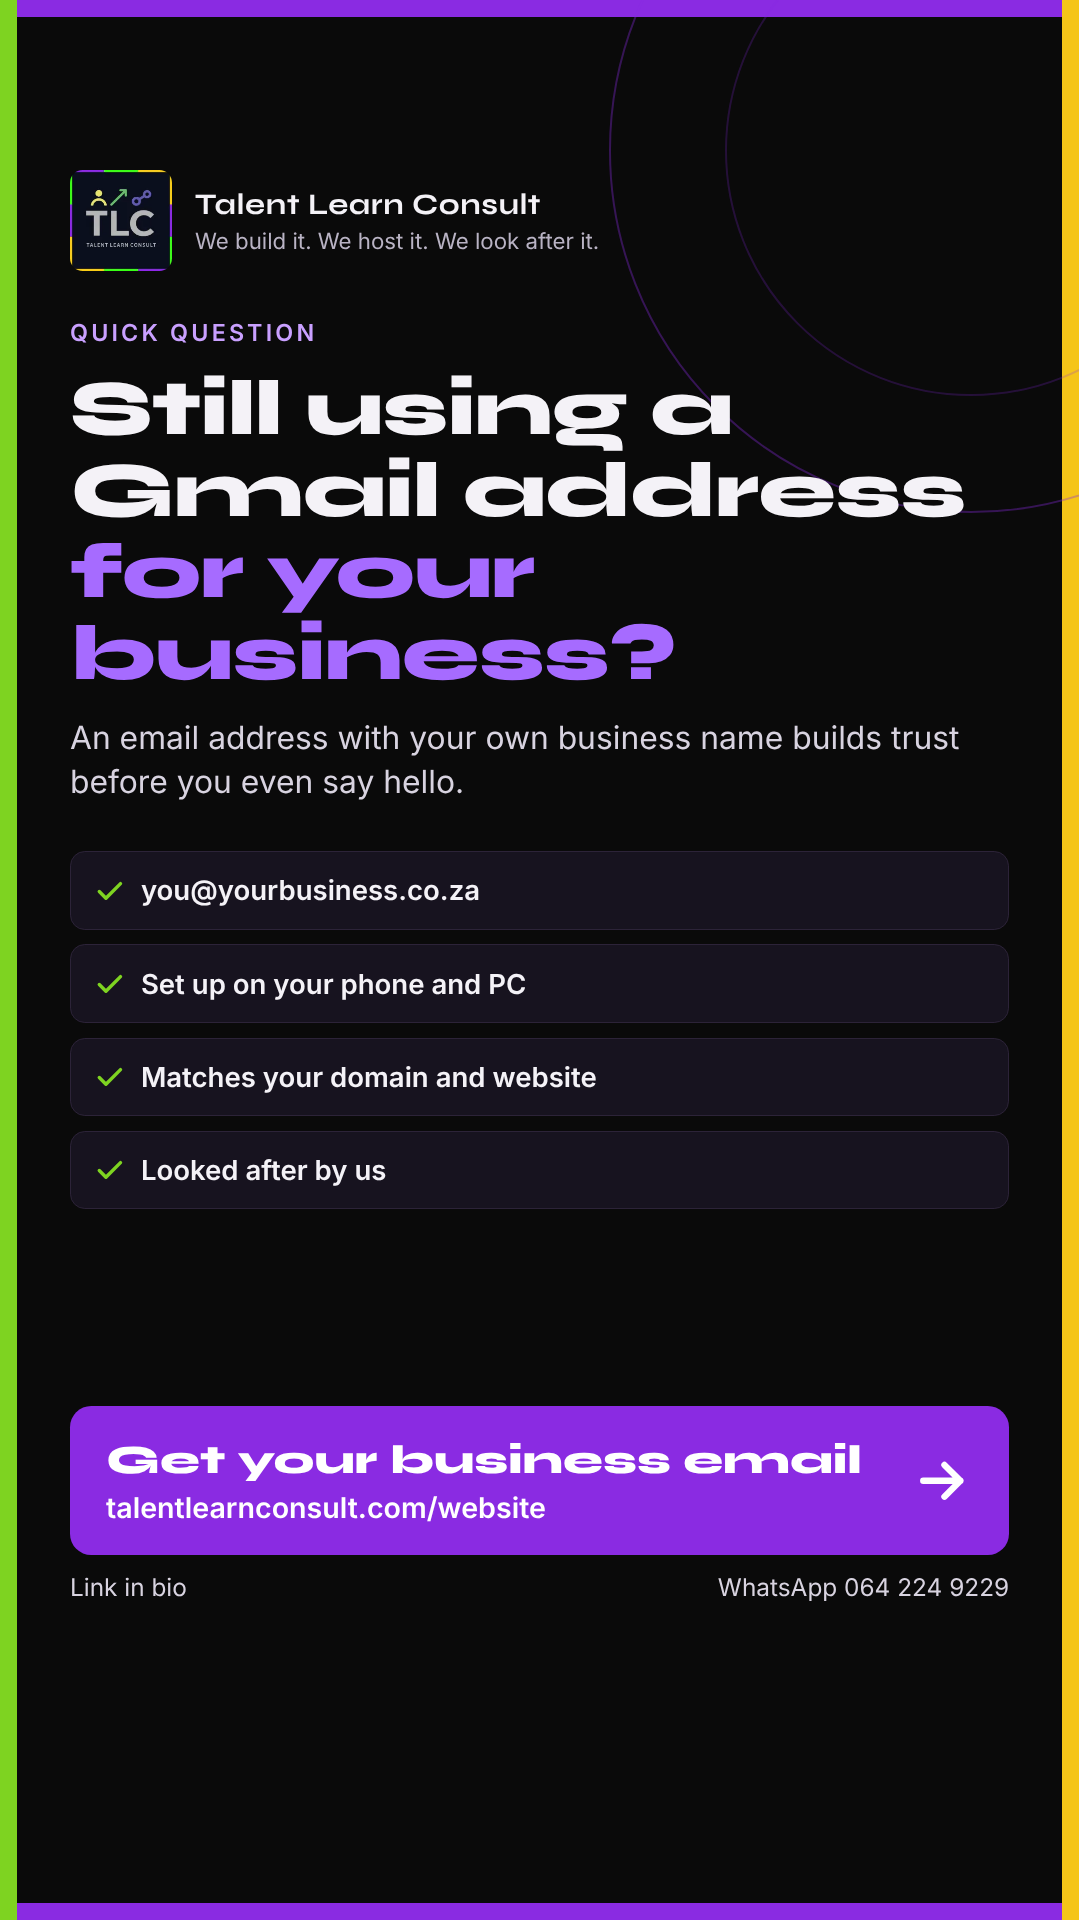 TLC
TALENT LEARN CONSULT
Talent Learn Consult
We build it. We host it. We look after it.
QUICK QUESTION
Still using a
Gmail address
for your
business?
An email address with your own business name builds trust
before you even say hello.
you@yourbusiness.co.za
Set up on your phone and PC
Matches your domain and website
Looked after by us
Get your business email
talentlearnconsult.com/website
Link in bio
WhatsApp 064 224 9229